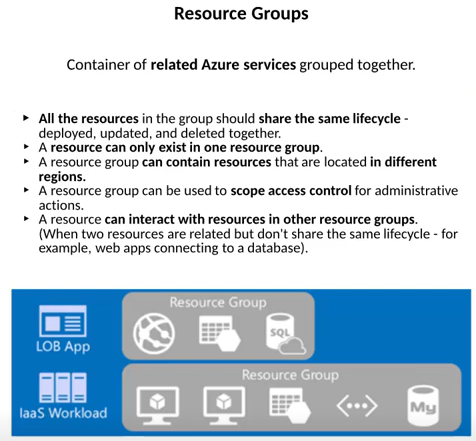 Resource Groups
Container of related Azure services grouped together.
All the resources in the group should share the same lifecycle -
deployed, updated, and deleted together.
A resource can only exist in one resource group.
A resource group can contain resources that are located in different
regions.
A resource group can be used to scope access control for administrative
actions.
A resource can interact with resources in other resource groups.
(When two resources are related but don't share the same lifecycle - for
example, web apps connecting to a database).
Resource Group
SQL
LOB App
Resource Group
My
IaaS Workload